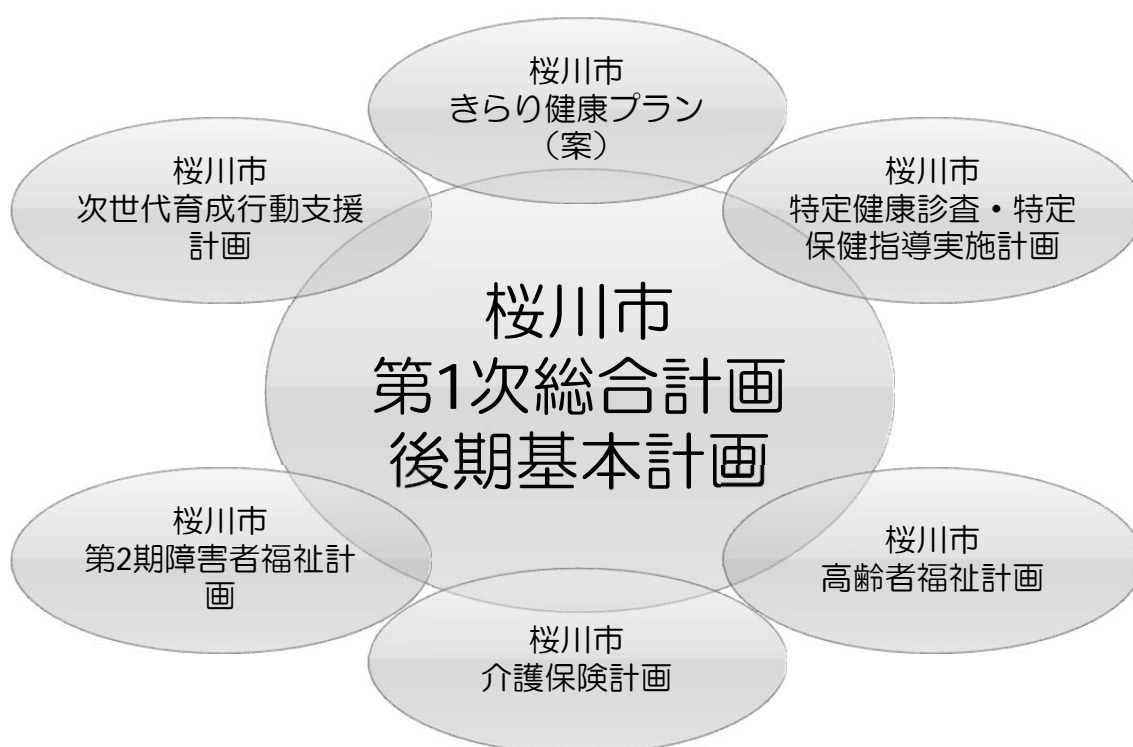 桜川市
きらり健康プラン
（案）
桜川市
次世代育成行動支援
計画
桜川市
特定健康診査・特定
保健指導実施計画
桜川市
第1次総合計画
後期基本計画
桜川市
第2期障害者福祉計
画
桜川市
高齢者福祉計画
桜川市
介護保険計画